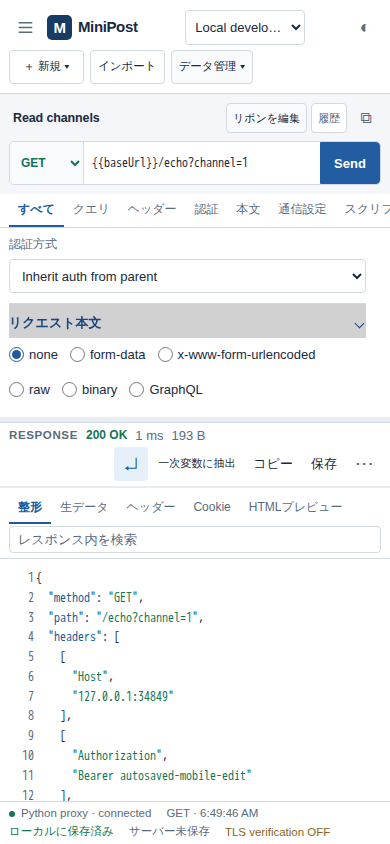 M MiniPost Local develo…
＋ 新規 ▾ インポート データ管理 ▾
Read channels リボンを編集 履歴
GET {{baseUrl}}/echo?channel=1 Send
すべて クエリ ヘッダー 認証 本文 通信設定 スクリプ
認証方式
Inherit auth from parent
リクエスト本文
none form-data x-www-form-urlencoded
raw binary GraphQL
RESPONSE 200 OK 1 ms 193 B
一次変数に抽出 コピー 保存 ···
整形 生データ ヘッダー Cookie HTMLプレビュー
レスポンス内を検索
1 {
2 "method": "GET",
3 "path": "/echo?channel=1",
4 "headers": [
5 [
6 "Host",
7 "127.0.0.1:34849"
8 ],
9 [
10 "Authorization",
11 "Bearer autosaved-mobile-edit"
12 ],
Python proxy · connected GET · 6:49:46 AM
ローカルに保存済み サーバー未保存 TLS verification OFF